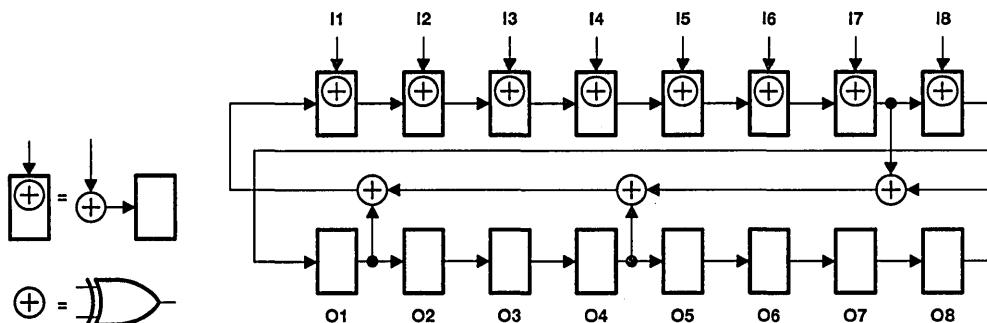 I1 I2 I3 I4 I5 I6 I7 I8
=
=
O1 O2 O3 O4 O5 O6 O7 O8